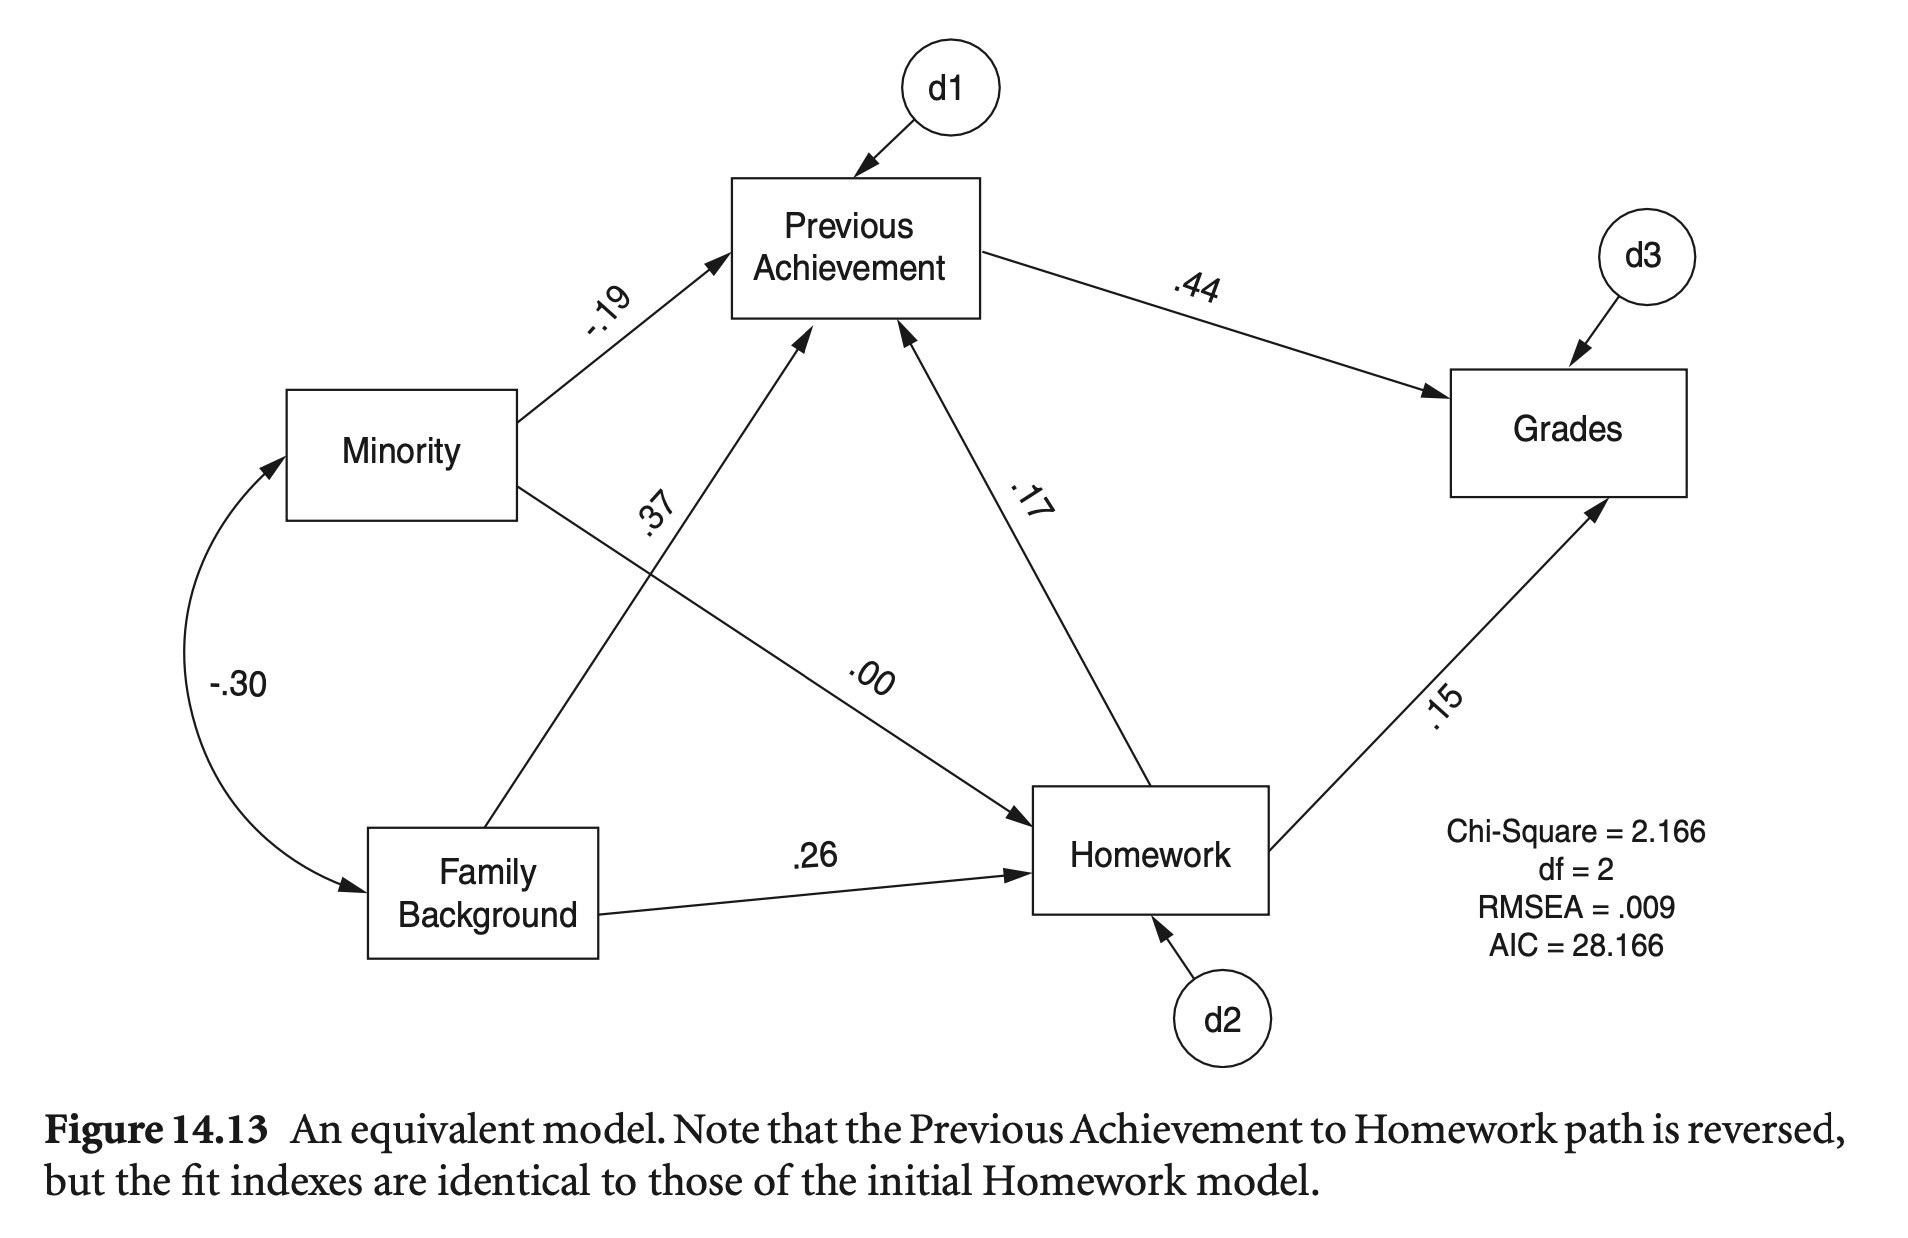 d1
Previous
Achievement
d3
-.19
.44
Grades
Minority
.37
.17
.00
-.30
.15
Family
Background
.26
Homework
Chi-Square = 2.166
df = 2
RMSEA = .009
AIC = 28.166
d2
Figure 14.13 An equivalent model. Note that the Previous Achievement to Homework path is reversed,
but the fit indexes are identical to those of the initial Homework model.